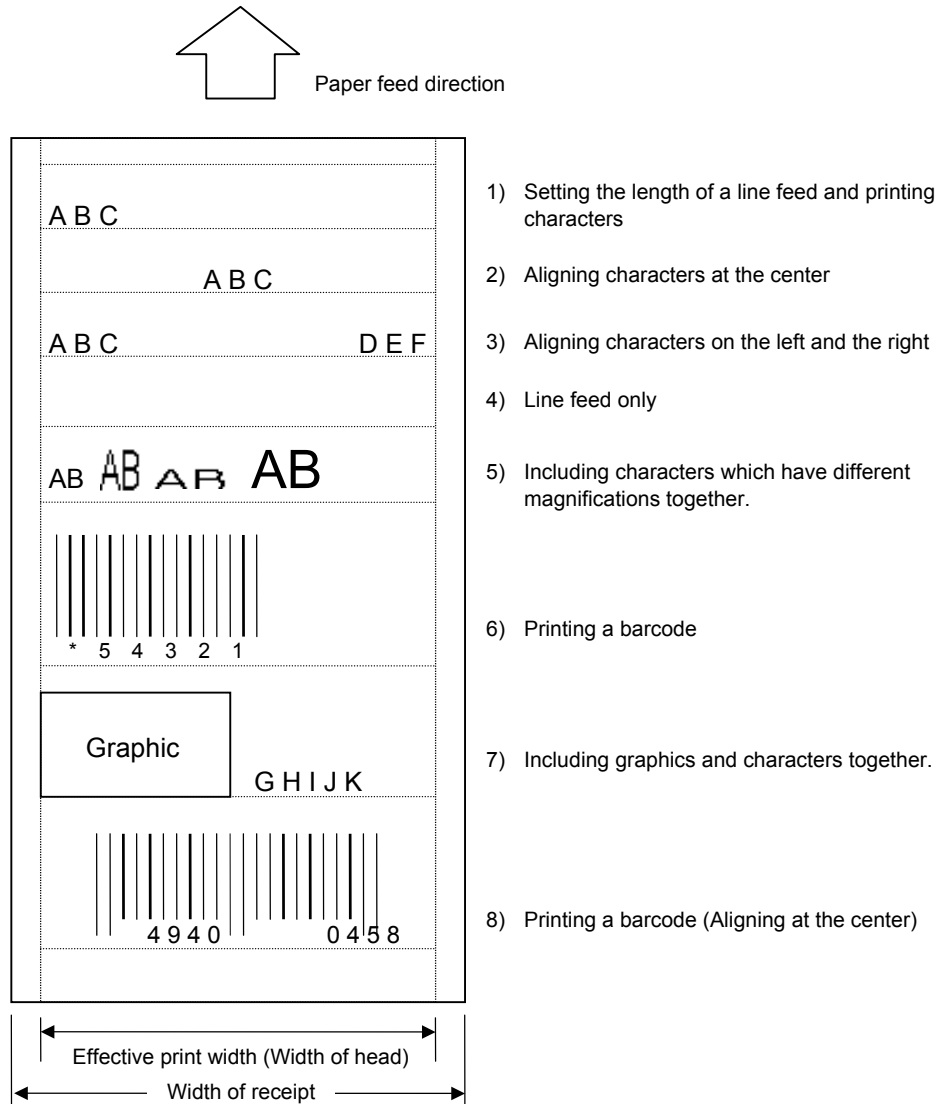 Paper feed direction
A B C
1) Setting the length of a line feed and printing
characters
A B C
2) Aligning characters at the center
A B C D E F
3) Aligning characters on the left and the right
4) Line feed only
AB AB AB AB
5) Including characters which have different
magnifications together.
* 5 4 3 2 1
6) Printing a barcode
Graphic
G H I J K
7) Including graphics and characters together.
4 9 4 0 0 4 5 8
8) Printing a barcode (Aligning at the center)
Effective print width (Width of head)
Width of receipt